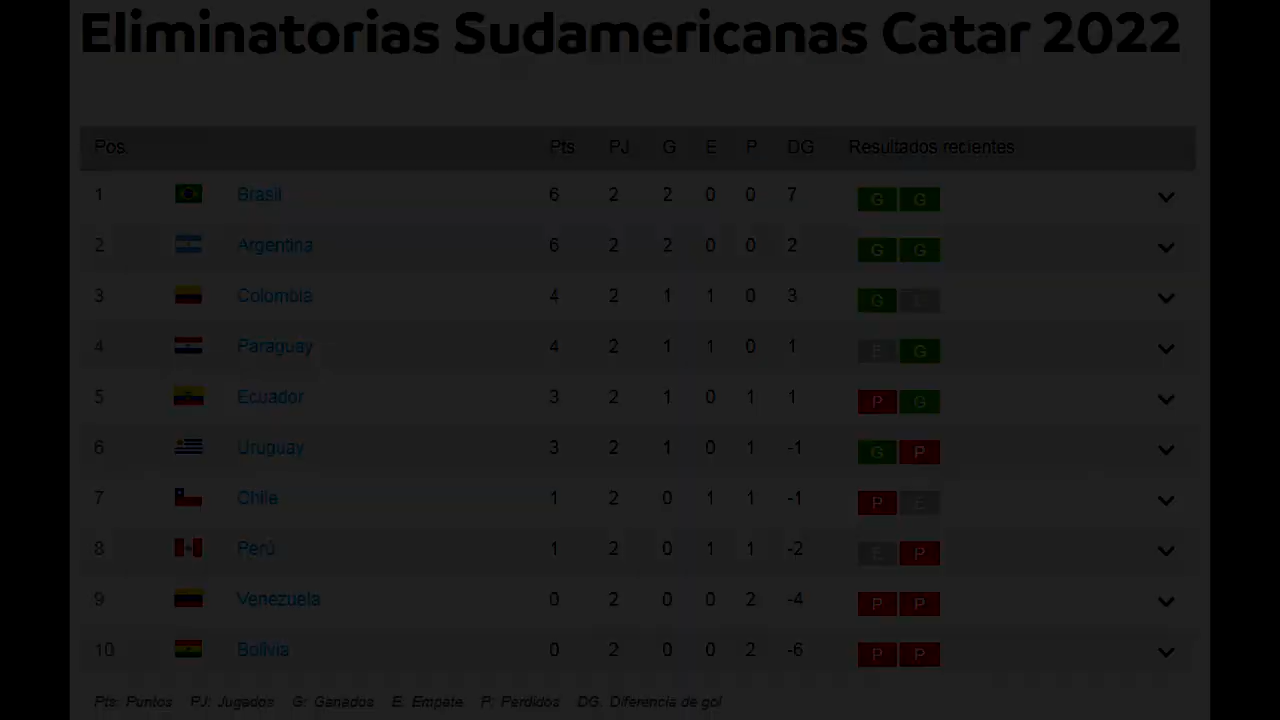 Eliminatorias Sudamericanas Catar 2022
Pos. Pts PJ G E P DG Resultados recientes
1 Brasil 6 2 2 0 0 7 G G
2 Argentina 6 2 2 0 0 2 G G
3 Colombia 4 2 1 1 0 3 G E
4 Paraguay 4 2 1 1 0 1 E G
5 Ecuador 3 2 1 0 1 1 P G
6 Uruguay 3 2 1 0 1 -1 G P
7 Chile 1 2 0 1 1 -1 P E
8 Perú 1 2 0 1 1 -2 E P
9 Venezuela 0 2 0 0 2 -4 P P
10 Bolivia 0 2 0 0 2 -6 P P
Pts: Puntos PJ: Jugados G: Ganados E: Empate P: Perdidos DG: Diferencia de gol